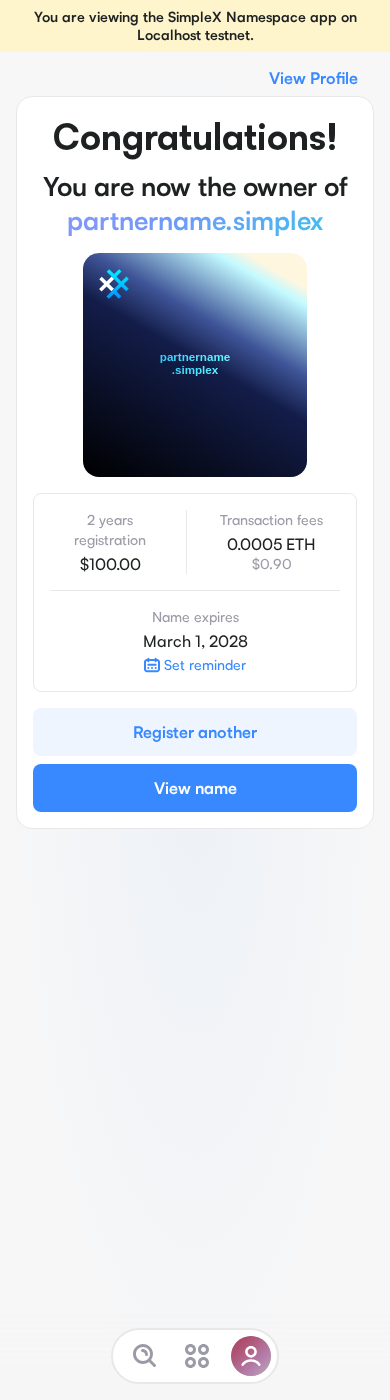 You are viewing the SimpleX Namespace app on
Localhost testnet.
View Profile
Congratulations!
You are now the owner of
partnername.simplex
partnername
.simplex
2 years
registration
$100.00
Transaction fees
0.0005 ETH
$0.90
Name expires
March 1, 2028
Set reminder
Register another
View name